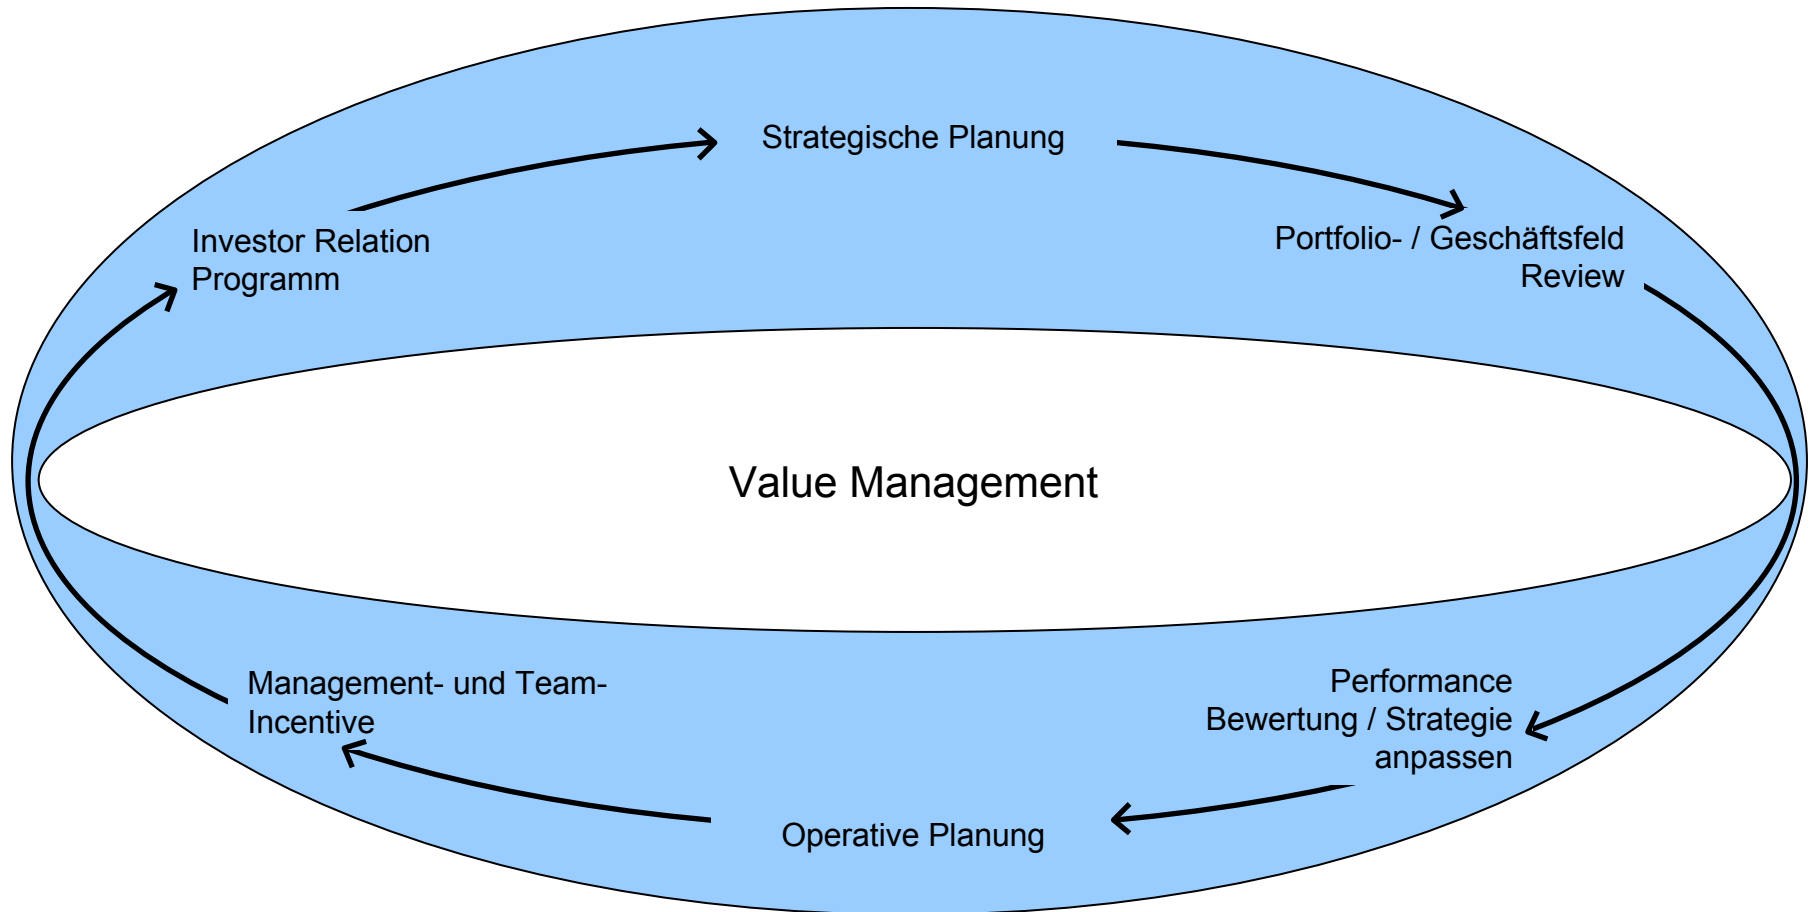 Strategische Planung
Investor Relation
Programm
Portfolio- / Geschäftsfeld
Review
Value Management
Management- und Team-
Incentive
Performance
Bewertung / Strategie
anpassen
Operative Planung